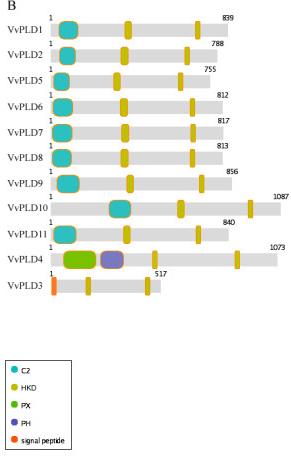 B
1 839
VvPLD1
1 788
VvPLD2
1 755
VvPLD5
1 812
VvPLD6
1 817
VvPLD7
1 813
VvPLD8
1 856
VvPLD9
1 1087
VvPLD10
1 840
VvPLD11
1 1073
VvPLD4
1 517
VvPLD3
C2
HKD
PX
PH
signal peptide